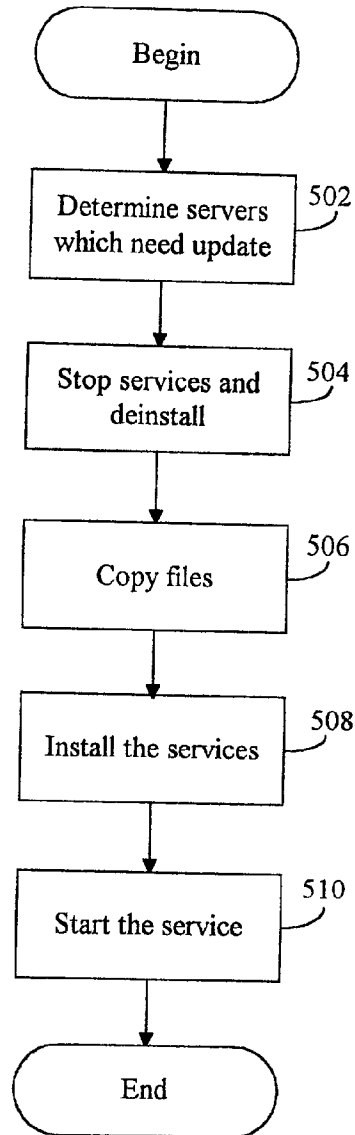 Begin
502
Determine servers
which need update
504
Stop services and
deinstall
506
Copy files
508
Install the services
510
Start the service
End